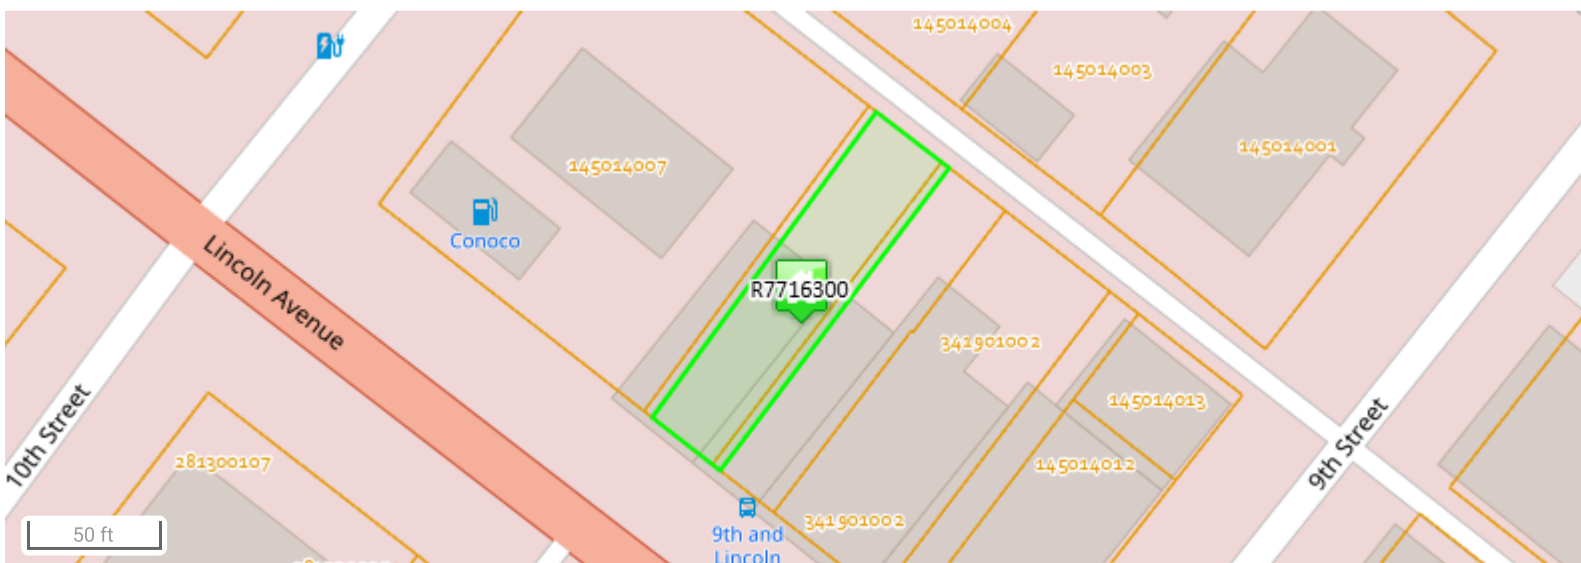 145014004
145014003
145014001
145014007
Conoco
Lincoln Avenue
R7716300
341901002
145014013
10th Street
9th Street
281300107
145014012
341901002
50 ft
9th and
Lincoln